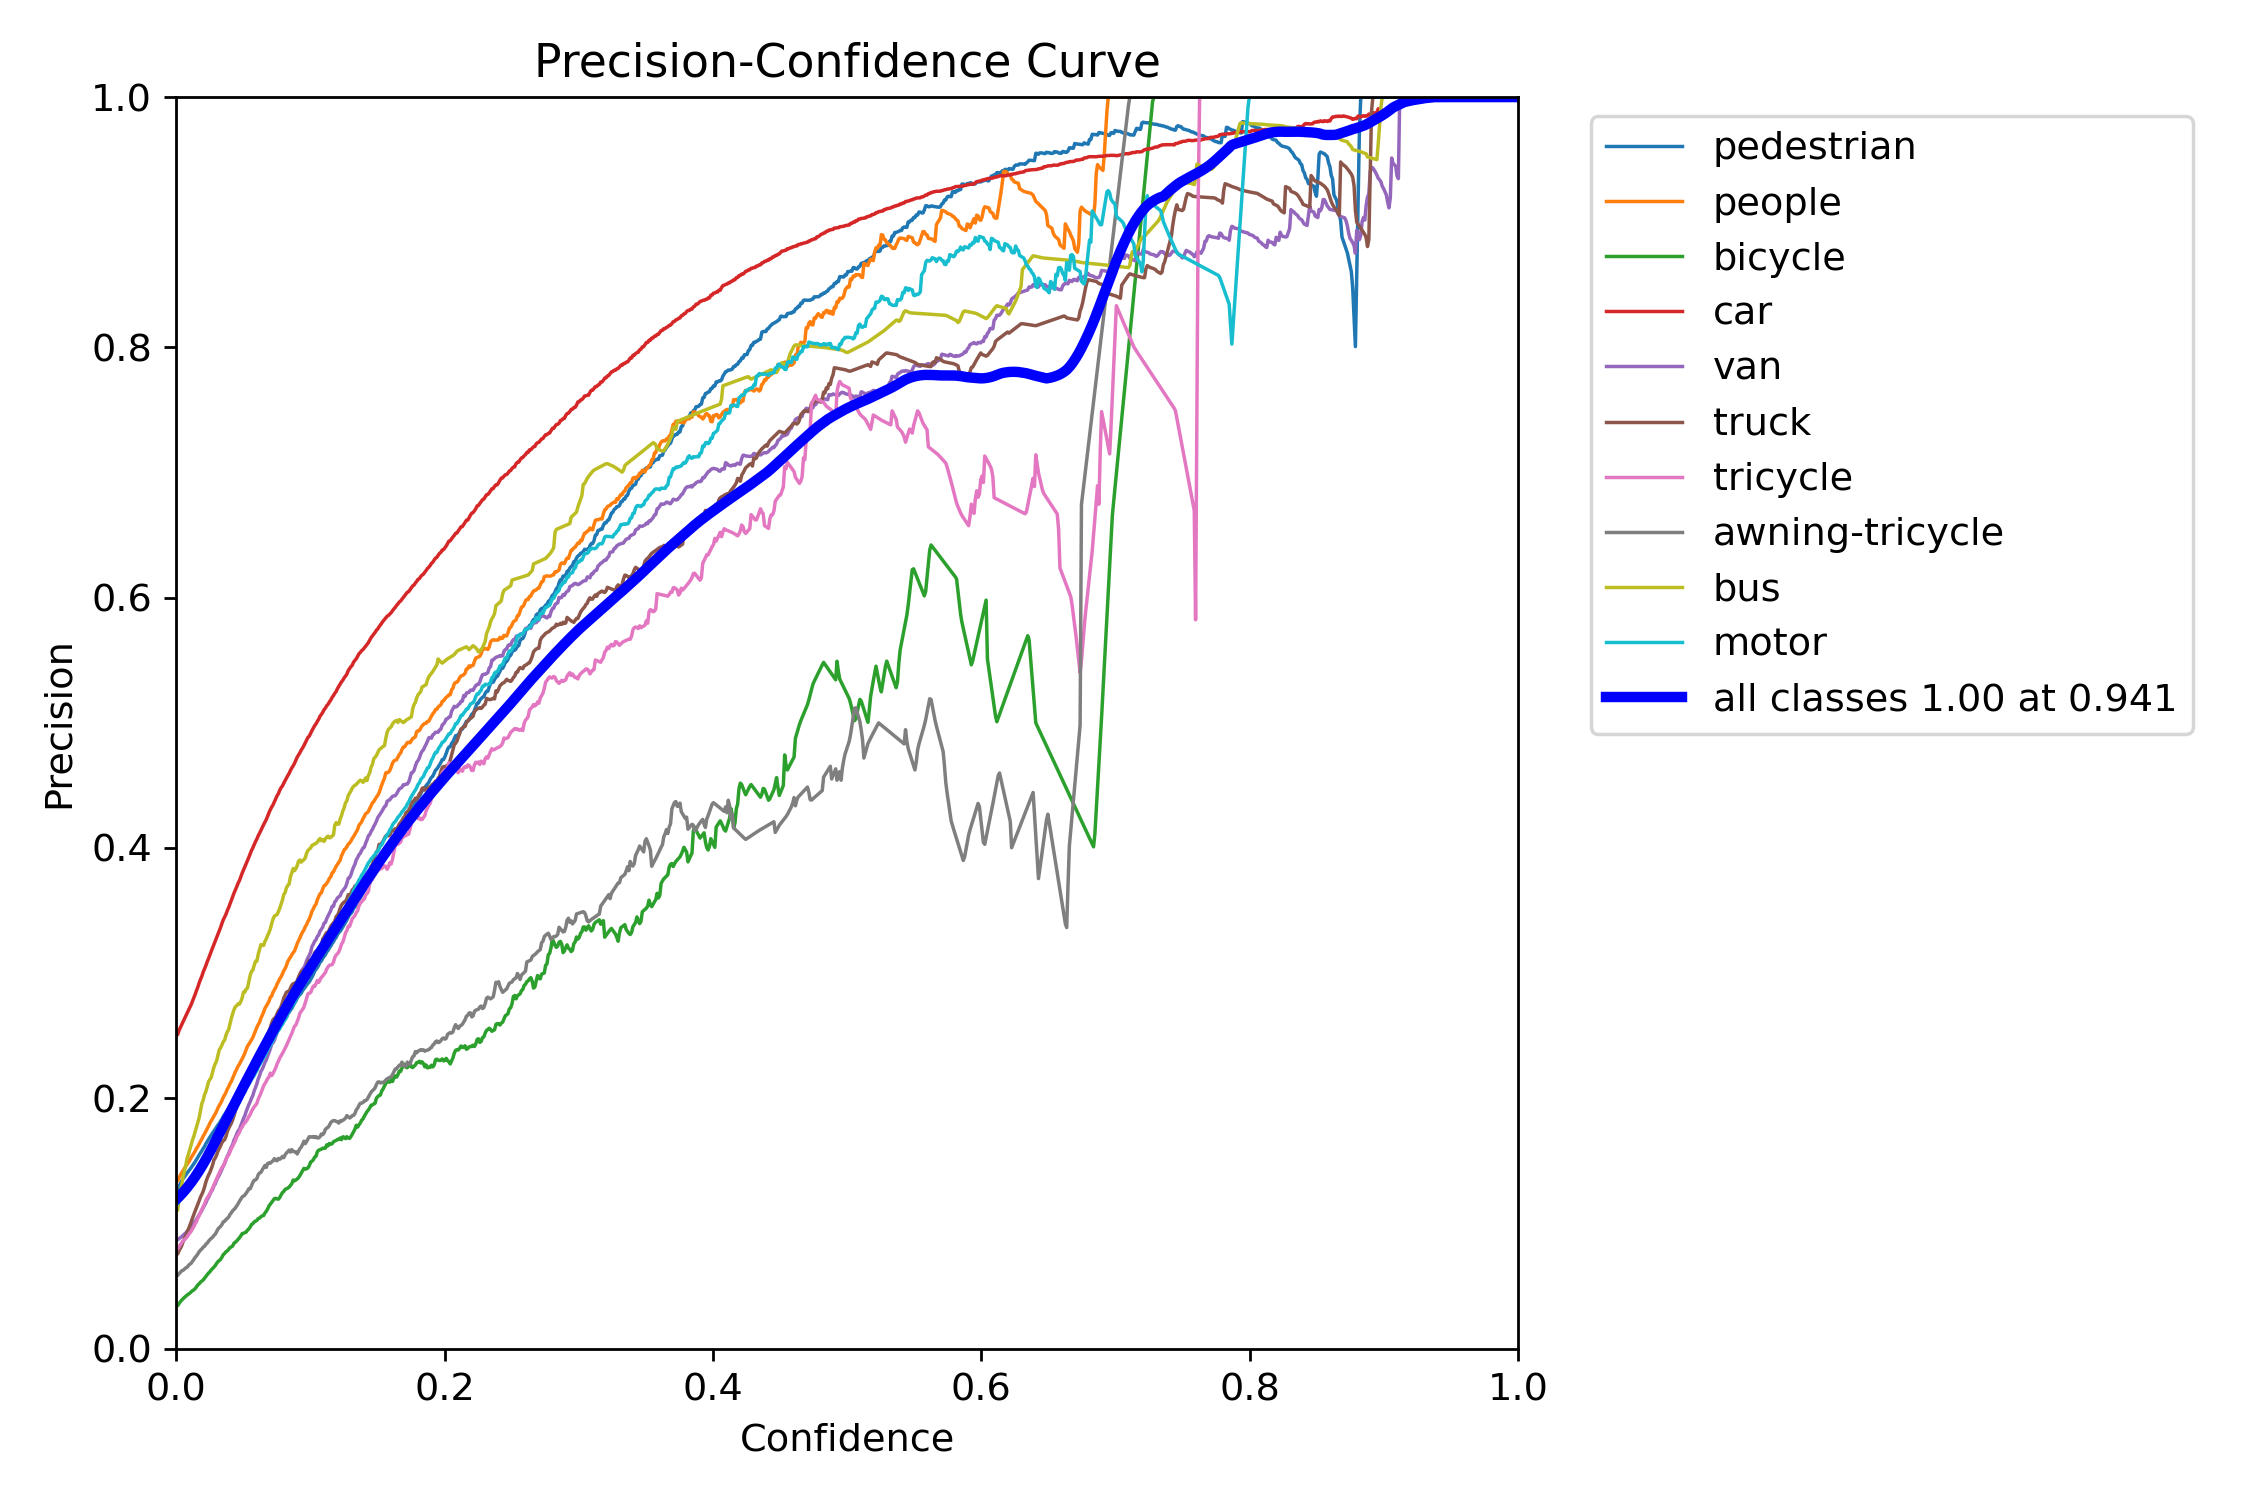 Precision-Confidence Curve
1.0
0.8
0.6
0.4
0.2
0.0
Precision
0.0 0.2 0.4 0.6 0.8 1.0
Confidence
pedestrian
people
bicycle
car
van
truck
tricycle
awning-tricycle
bus
motor
all classes 1.00 at 0.941